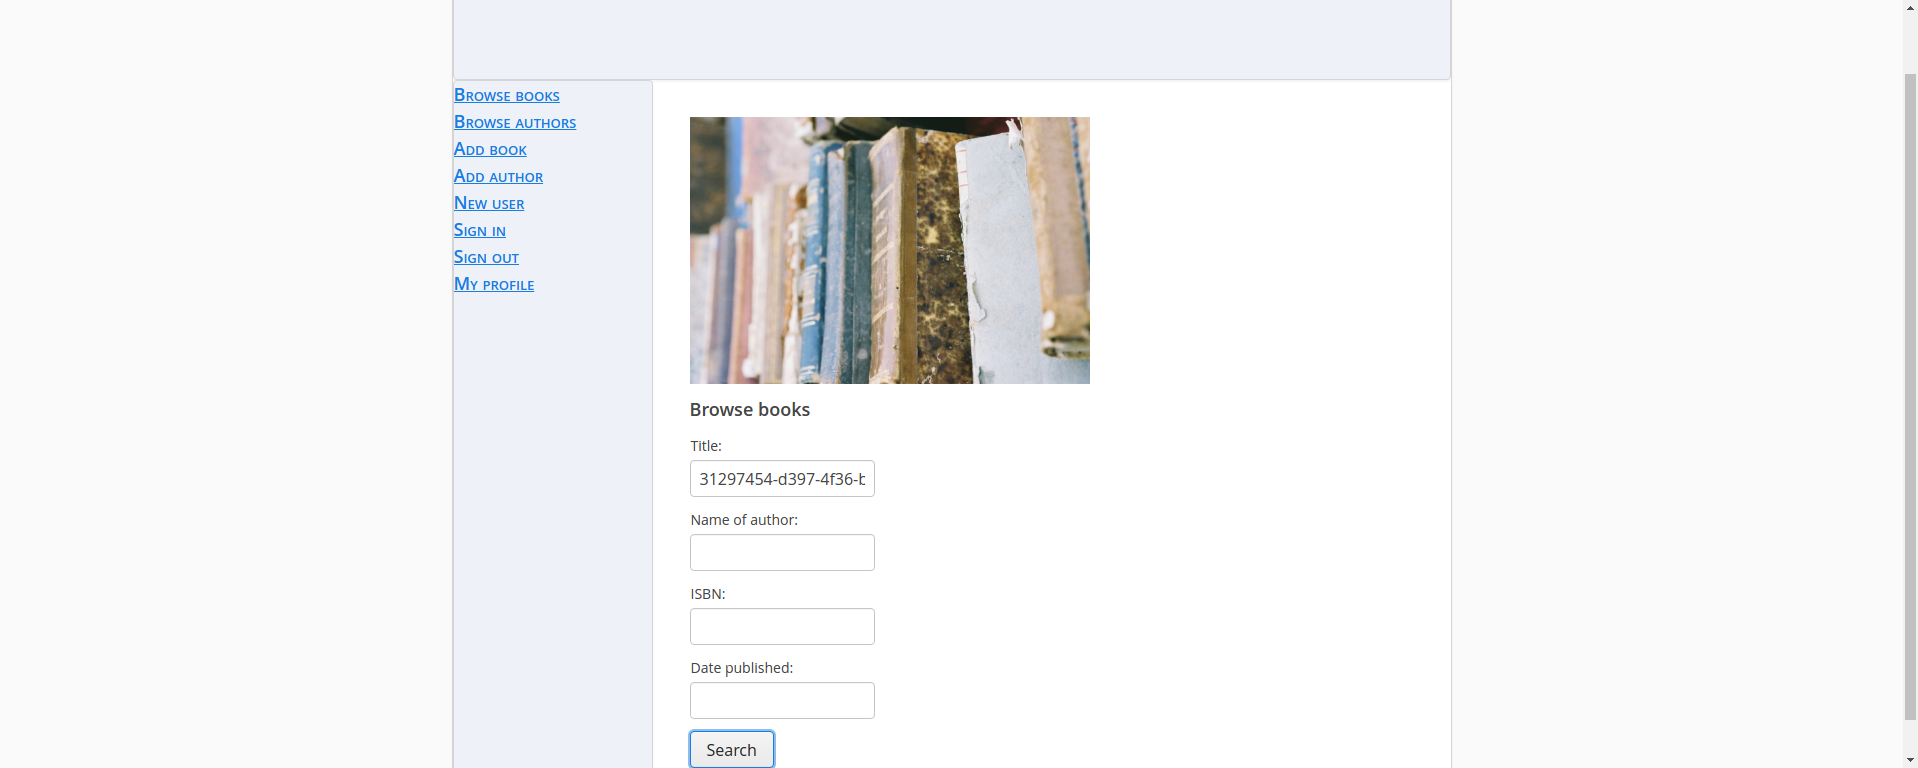 Browse books
Browse authors
Add book
Add author
New user
Sign in
Sign out
My profile
Browse books
Title:
31297454-d397-4f36-b
Name of author:
ISBN:
Date published:
Search